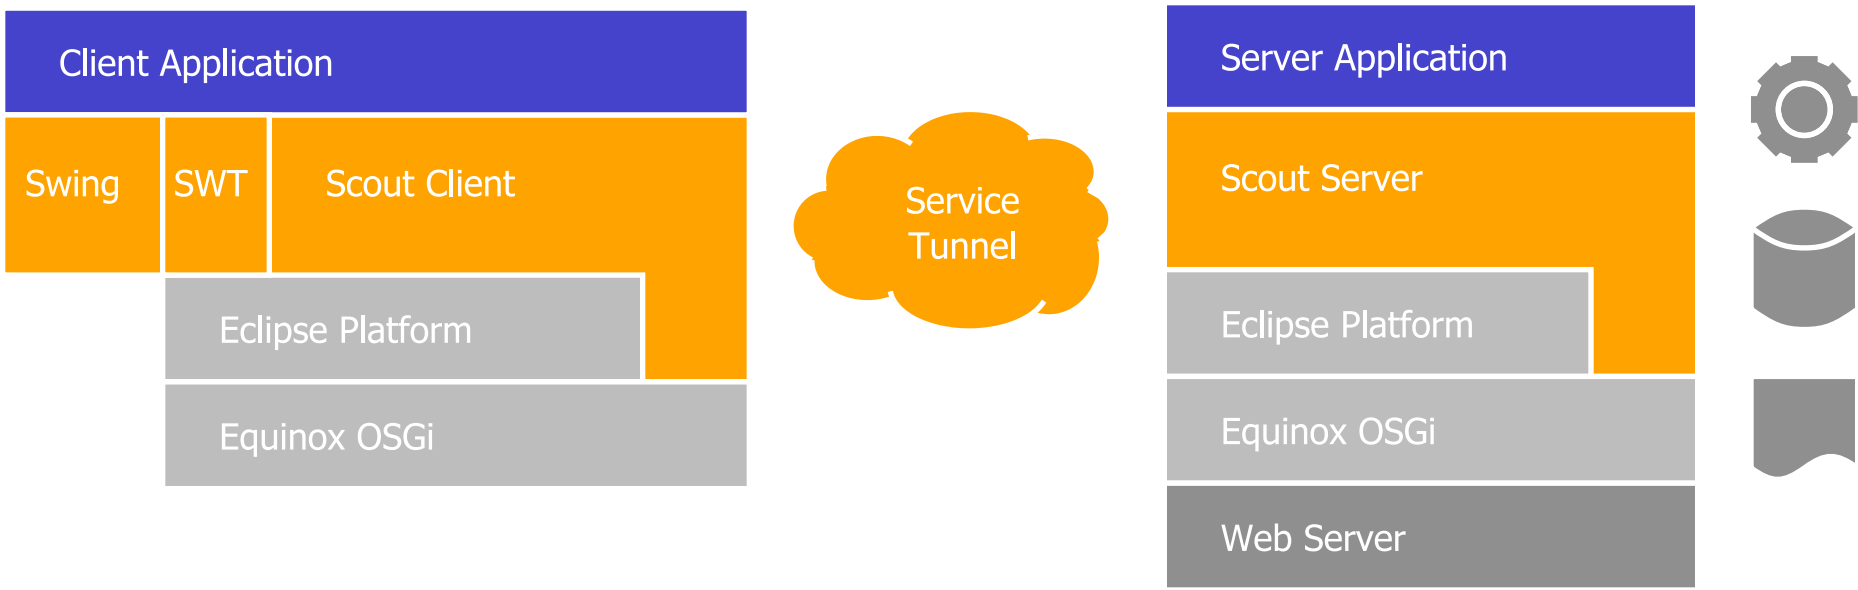 Client Application
Swing
SWT
Scout Client
Eclipse Platform
Equinox OSGi
Service
Tunnel
Server Application
Scout Server
Eclipse Platform
Equinox OSGi
Web Server